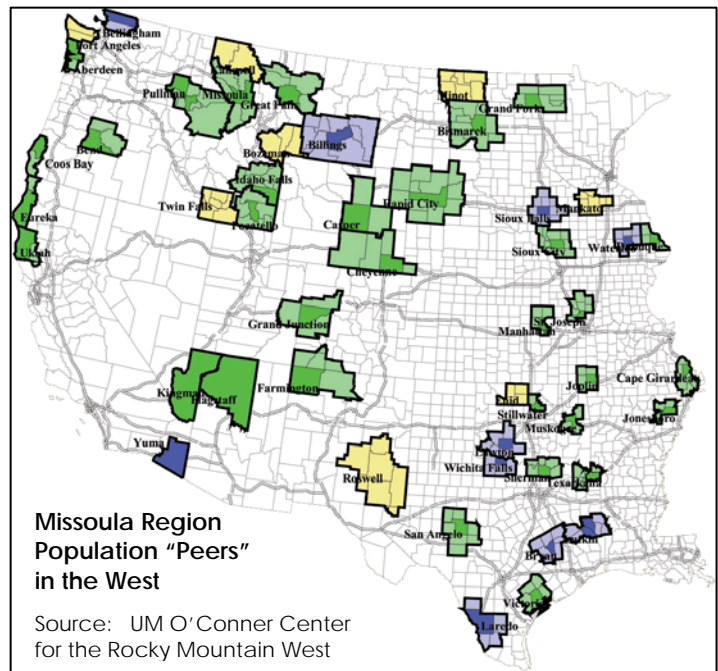 Bellingham
Port Angeles
Aberdeen
Kalispell
Pullman
Missoula
Great Falls
Minot
Grand Forks
Bismarck
Bend
Coos Bay
Bozeman
Billings
Idaho Falls
Twin Falls
Pocatello
Casper
Rapid City
Sioux Falls
Mankato
Eureka
Ukiah
Cheyenne
Sioux City
Waterloo
Dubuque
Grand Junction
Manhattan
St. Joseph
Kingman
Flagstaff
Farmington
Enid
Stillwater
Joplin
Cape Girardeau
Muskogee
Jonesboro
Yuma
Roswell
Lawton
Wichita Falls
Sherman
Texarkana
San Angelo
Bryan
Lufkin
Victoria
Laredo
Missoula Region
Population “Peers”
in the West
Source: UM O’Conner Center
for the Rocky Mountain West